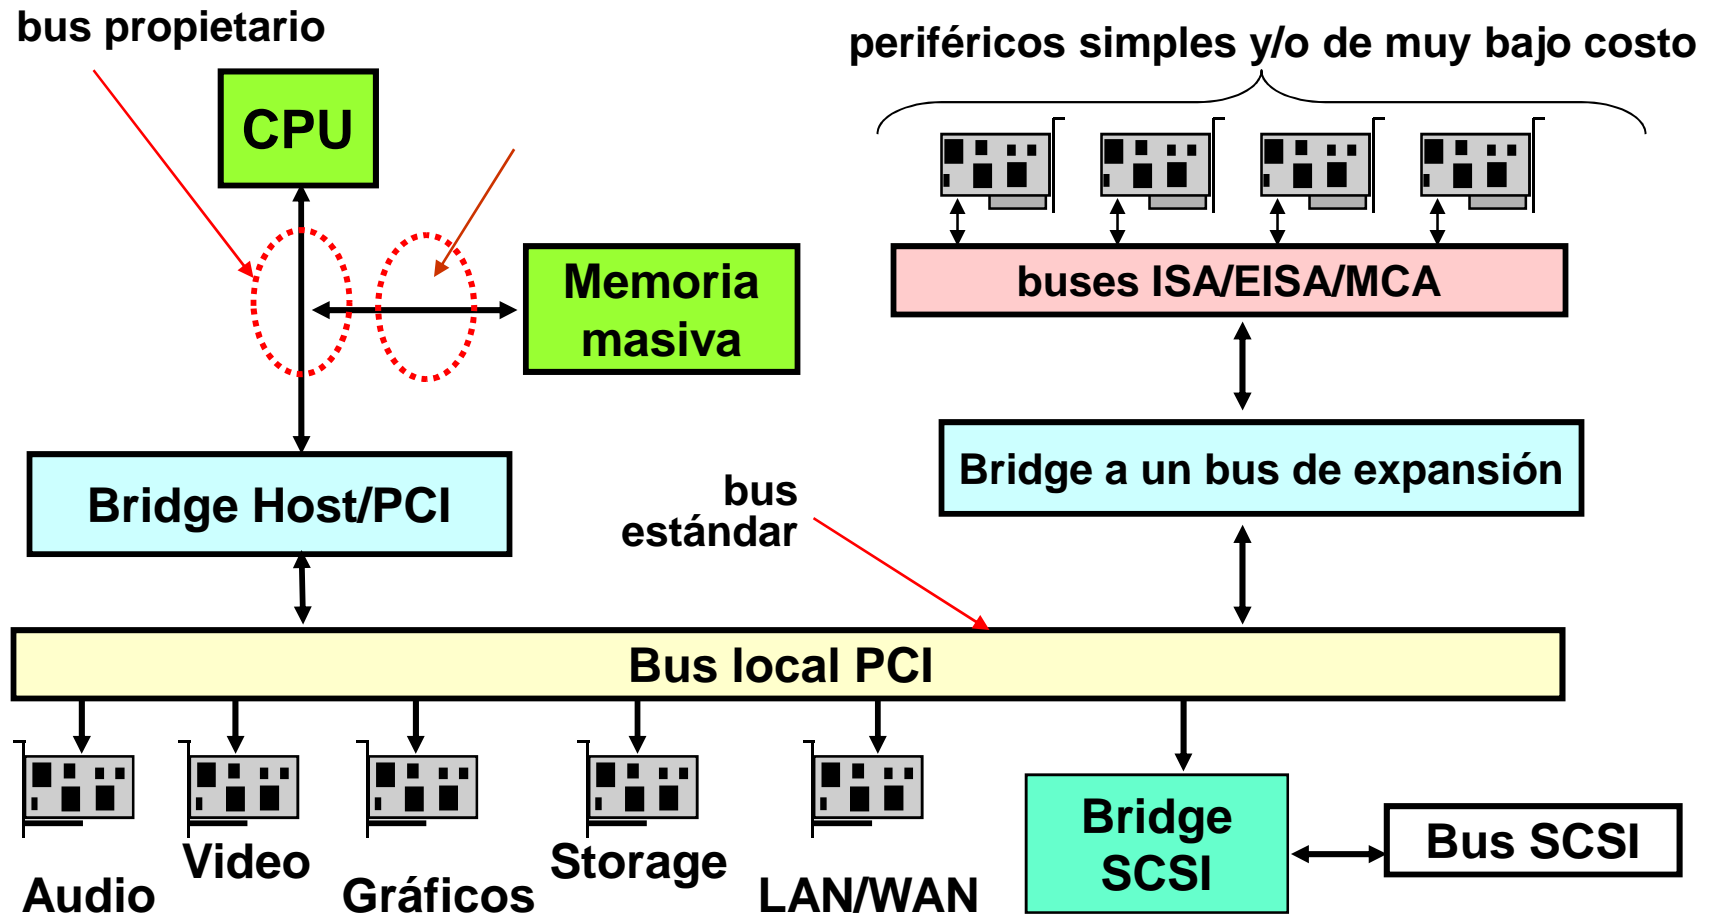 bus propietario
periféricos simples y/o de muy bajo costo
CPU
Memoria
masiva
buses ISA/EISA/MCA
Bridge Host/PCI
bus
estándar
Bridge a un bus de expansión
Bus local PCI
Audio
Video
Gráficos
Storage
LAN/WAN
Bridge
SCSI
Bus SCSI